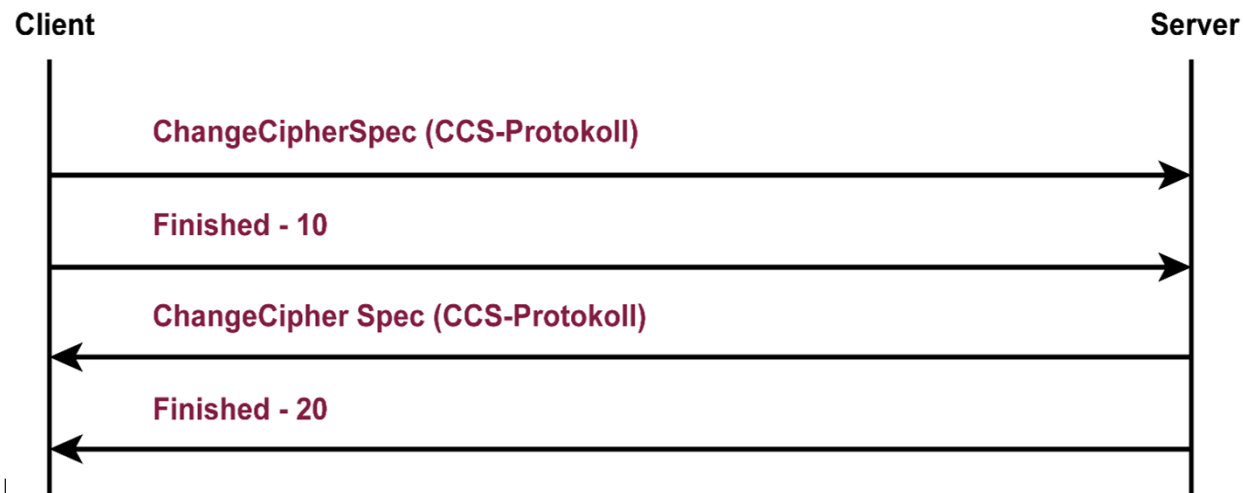 Client
Server
ChangeCipherSpec (CCS-Protokoll)
Finished - 10
ChangeCipher Spec (CCS-Protokoll)
Finished - 20